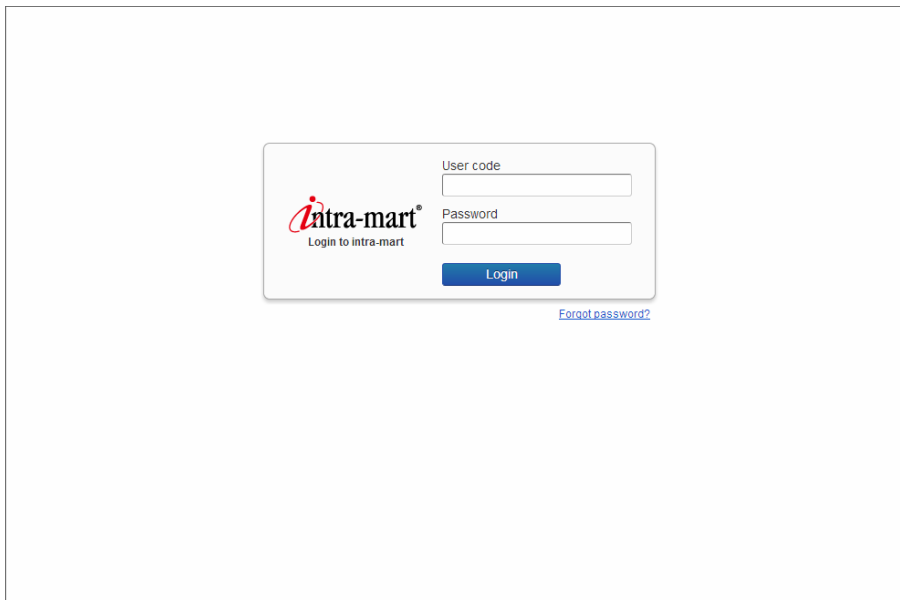 intra-mart®
Login to intra-mart
User code
Password
Login
Forgot password?